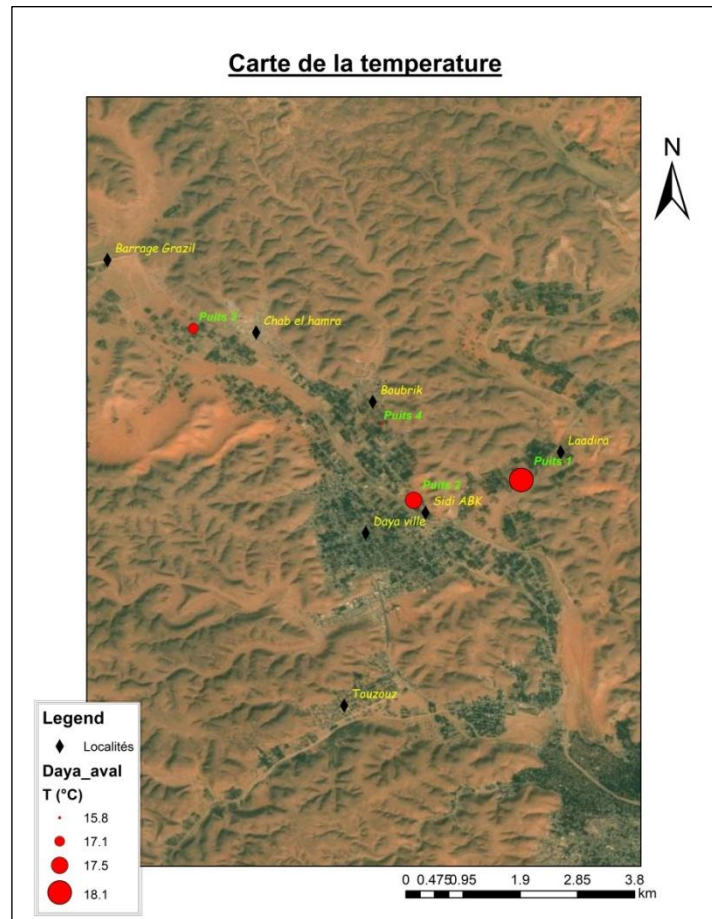 Carte de la temperature
N
Barrage Grazil
Puits 3
Chab el hamra
Boubrik
Puits 4
Laadira
Puits 1
Puits 2
Sidi ABK
Daya ville
Touzouz
Legend
Localités
Daya_aval
T (°C)
15.8
17.1
17.5
18.1
0 0.475 0.95 1.9 2.85 3.8
km